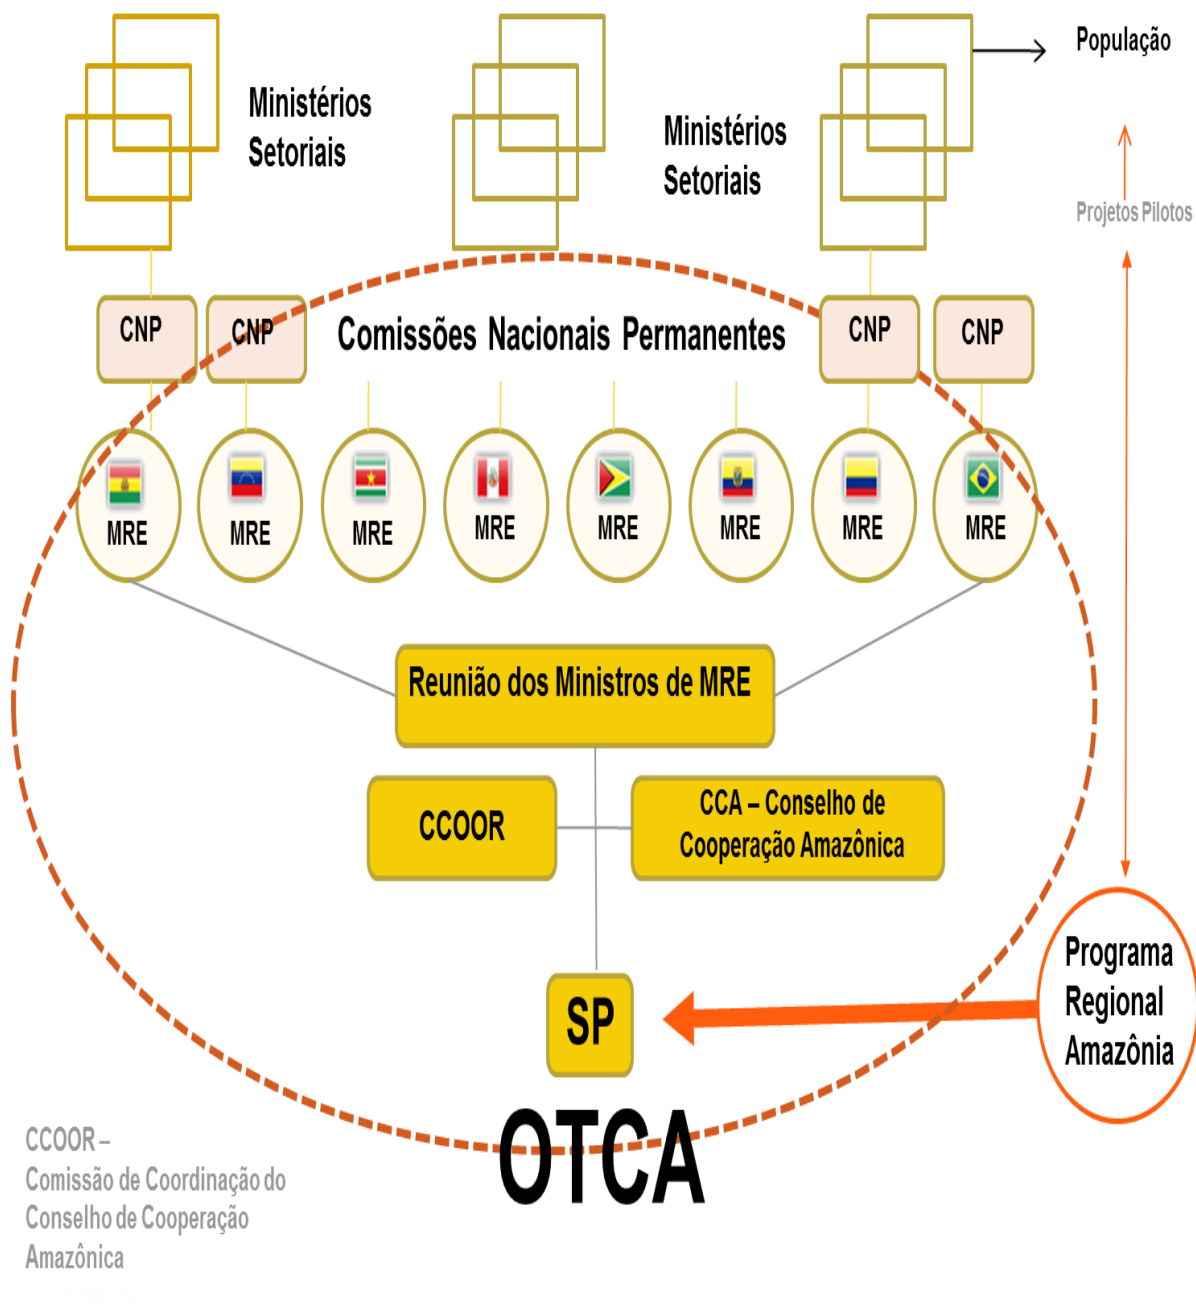 População
Ministérios
Setoriais
Ministérios
Setoriais
Projetos Pilotos
CNP
CNP
Comissões Nacionais Permanentes
CNP
CNP
MRE
MRE
MRE
MRE
MRE
MRE
MRE
MRE
Reunião dos Ministros de MRE
CCOOR
CCA – Conselho de
Cooperação Amazônica
Programa
Regional
Amazônia
SP
OTCA
CCOOR –
Comissão de Coordinação do
Conselho de Cooperação
Amazônica